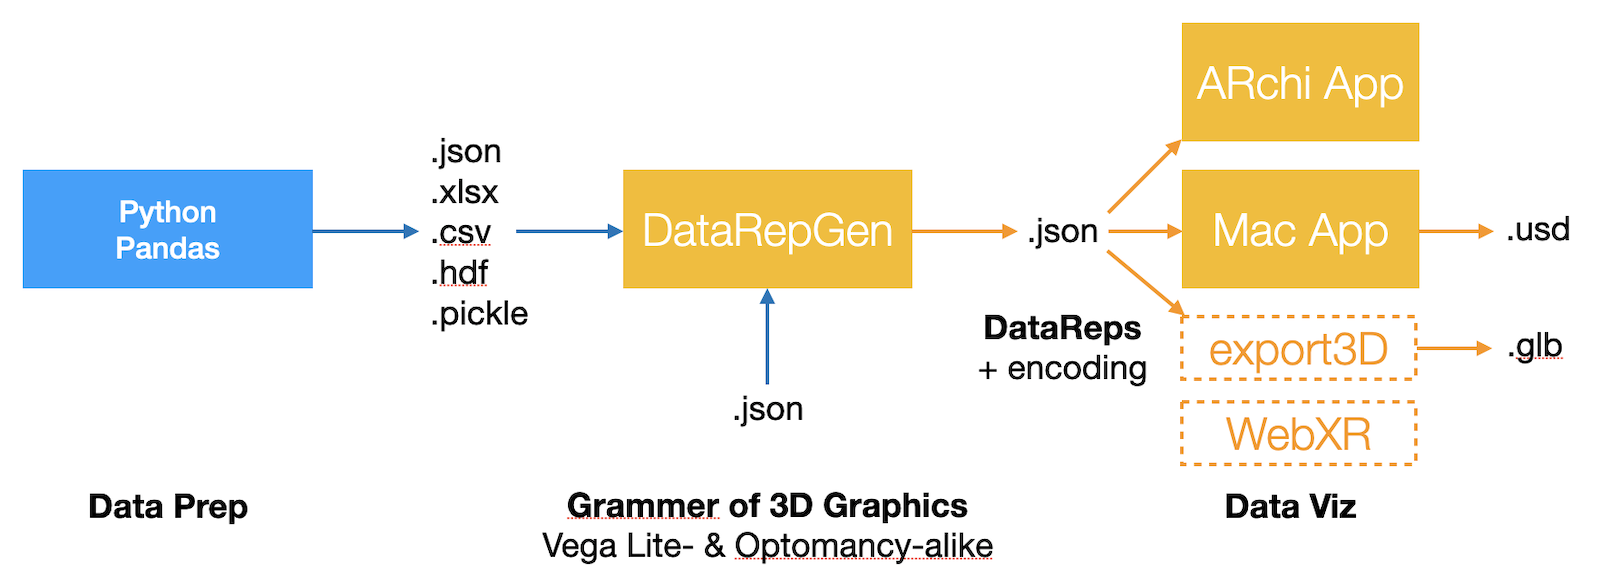 Python
Pandas
.json
.xlsx
.csv
.hdf
.pickle
DataRepGen
.json
.json
DataReps
+ encoding
ARchi App
Mac App
.usd
export3D
.glb
WebXR
Data Prep
Grammer of 3D Graphics
Vega Lite- & Optomancy-alike
Data Viz